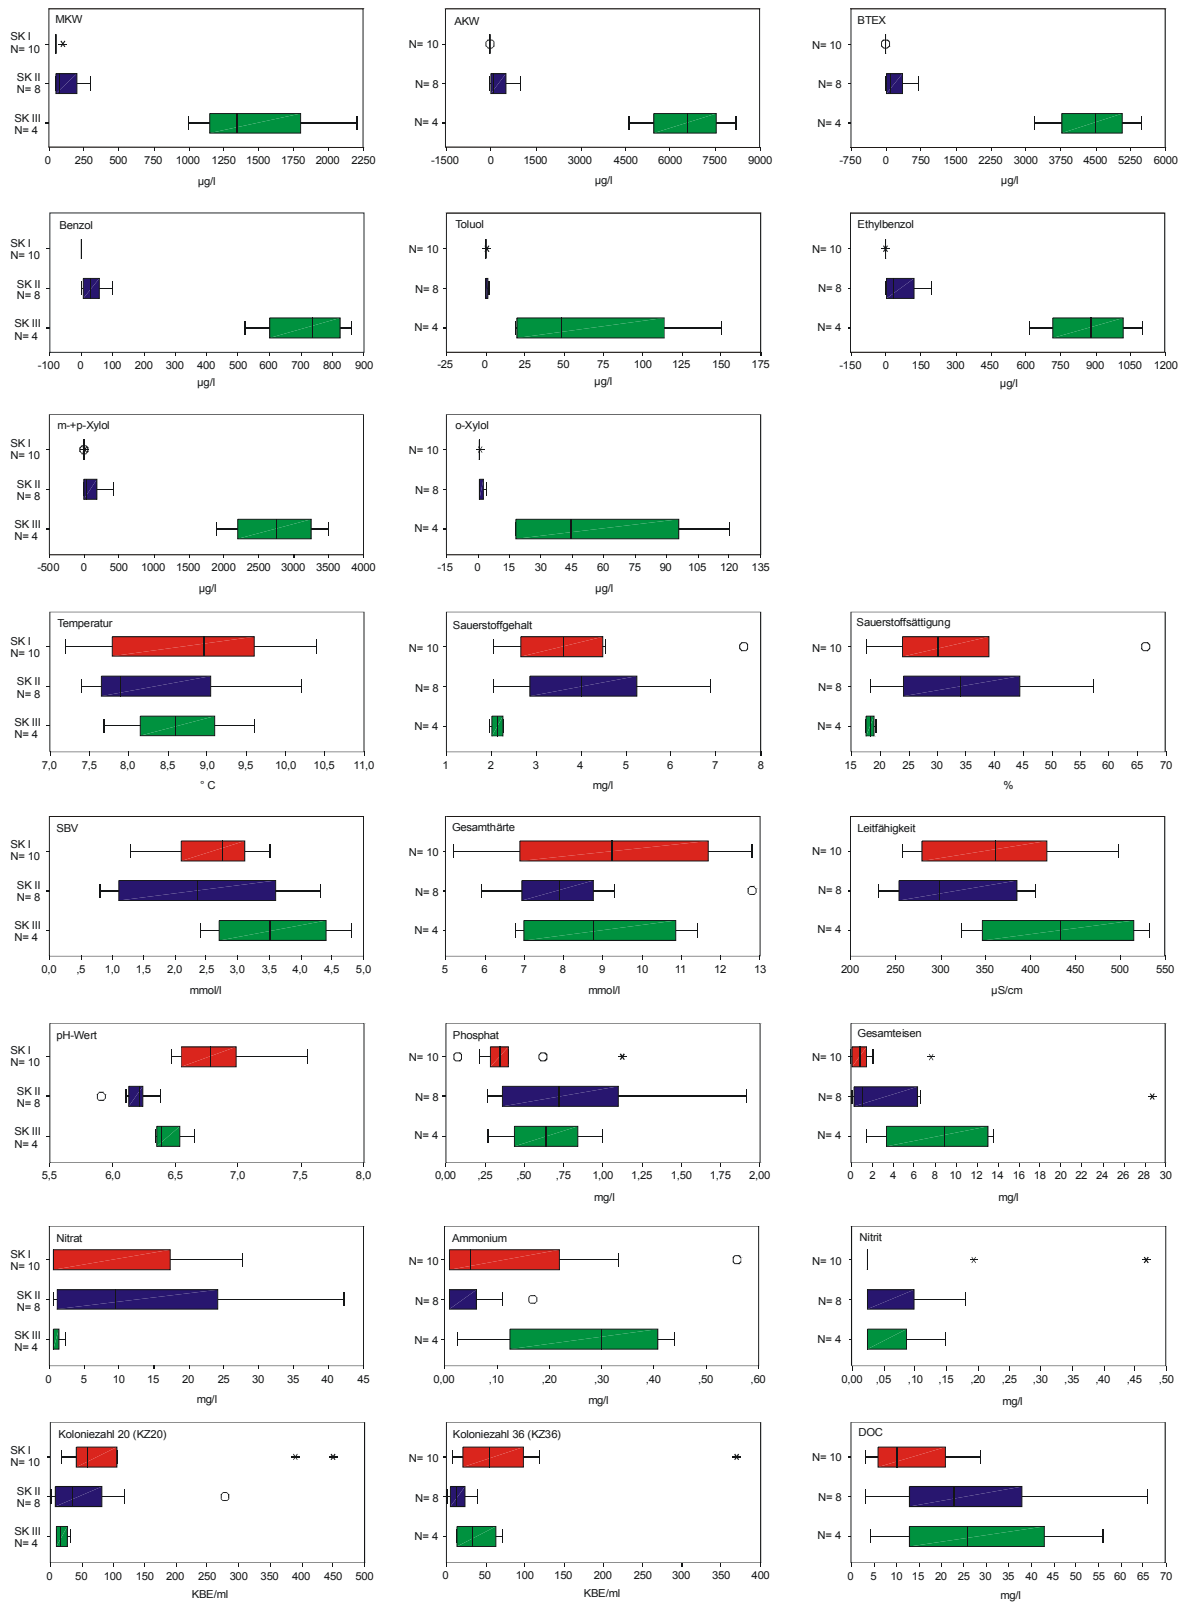 MKW
SK I
N= 10
SK II
N= 8
SK III
N= 4
0 250 500 750 1000 1250 1500 1750 2000 2250
µg/l
AKW
N= 10
N= 8
N= 4
-1500 0 1500 3000 4500 6000 7500 9000
µg/l
BTEX
N= 10
N= 8
N= 4
-750 0 750 1500 2250 3000 3750 4500 5250 6000
µg/l
Benzol
SK I
N= 10
SK II
N= 8
SK III
N= 4
-100 0 100 200 300 400 500 600 700 800 900
µg/l
Toluol
N= 10
N= 8
N= 4
-25 0 25 50 75 100 125 150 175
µg/l
Ethylbenzol
N= 10
N= 8
N= 4
-150 0 150 300 450 600 750 900 1100 1200
µg/l
m-+p-Xylol
SK I
N= 10
SK II
N= 8
SK III
N= 4
-500 0 500 1000 1500 2000 2500 3000 3500 4000
µg/l
o-Xylol
N= 10
N= 8
N= 4
-15 0 15 30 45 60 75 90 105 120 135
µg/l
Temperatur
SK I
N= 10
SK II
N= 8
SK III
N= 4
7,0 7,5 8,0 8,5 9,0 9,5 10,0 10,5 11,0
° C
Sauerstoffgehalt
N= 10
N= 8
N= 4
1 2 3 4 5 6 7 8
mg/l
Sauerstoffsättigung
N= 10
N= 8
N= 4
15 20 25 30 35 40 45 50 55 60 65 70
%
SBV
SK I
N= 10
SK II
N= 8
SK III
N= 4
0,0 ,5 1,0 1,5 2,0 2,5 3,0 3,5 4,0 4,5 5,0
mmol/l
Gesamthärte
N= 10
N= 8
N= 4
5 6 7 8 9 10 11 12 13
mmol/l
Leitfähigkeit
N= 10
N= 8
N= 4
200 250 300 350 400 450 500 550
µS/cm
pH-Wert
SK I
N= 10
SK II
N= 8
SK III
N= 4
5,5 6,0 6,5 7,0 7,5 8,0
Phosphat
N= 10
N= 8
N= 4
0,00 ,25 ,50 ,75 1,00 1,25 1,50 1,75 2,00
mg/l
Gesamteisen
N= 10
N= 8
N= 4
0 2 4 6 8 10 12 14 16 18 20 22 24 26 28 30
mg/l
Nitrat
SK I
N= 10
SK II
N= 8
SK III
N= 4
0 5 10 15 20 25 30 35 40 45
mg/l
Ammonium
N= 10
N= 8
N= 4
0,00 ,10 ,20 ,30 ,40 ,50 ,60
mg/l
Nitrit
N= 10
N= 8
N= 4
0,00 ,05 ,10 ,15 ,20 ,25 ,30 ,35 ,40 ,45 ,50
mg/l
Koloniezahl 20 (KZ20)
SK I
N= 10
SK II
N= 8
SK III
N= 4
0 50 100 150 200 250 300 350 400 450 500
KBE/ml
Koloniezahl 36 (KZ36)
N= 10
N= 8
N= 4
0 50 100 150 200 250 300 350 400
KBE/ml
DOC
N= 10
N= 8
N= 4
0 5 10 15 20 25 30 35 40 45 50 55 60 65 70
mg/l